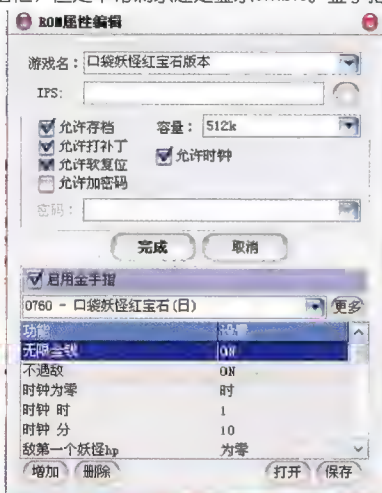 ROM属性编辑
游戏名：口袋妖怪红宝石版本
IPS：
允许存档 容量：512k
允许打补丁
允许时钟
允许软复位
允许加密码
密码：
完成 取消
启用金手指
0760 - 口袋妖怪红宝石(日) 更多
功能 设置
无限金钱 ON
不遇敌 ON
时钟为零 时
时钟 时 1
时钟 分 10
敌第一个妖怪hp 为零
增加 删除 打开 保存